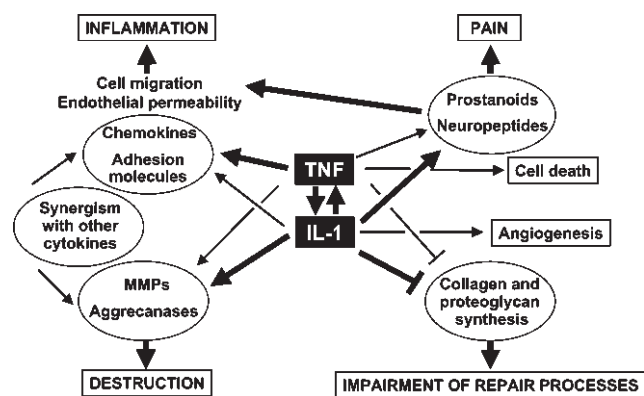 INFLAMMATION
PAIN
Cell migration
Endothelial permeability
Prostanoids
Neuropeptides
Chemokines
Adhesion
molecules
TNF
Cell death
Synergism
with other
cytokines
IL-1
Angiogenesis
MMPs
Aggrecanases
Collagen and
proteoglycan
synthesis
DESTRUCTION
IMPAIRMENT OF REPAIR PROCESSES